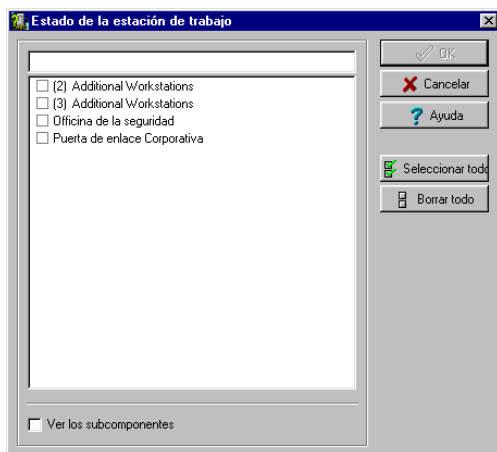 Estado de la estación de trabajo
(2) Additional Workstations
(3) Additional Workstations
Officina de la seguridad
Puerta de enlace Corporativa
Ver los subcomponentes
OK
Cancelar
Ayuda
Seleccionar todo
Borrar todo